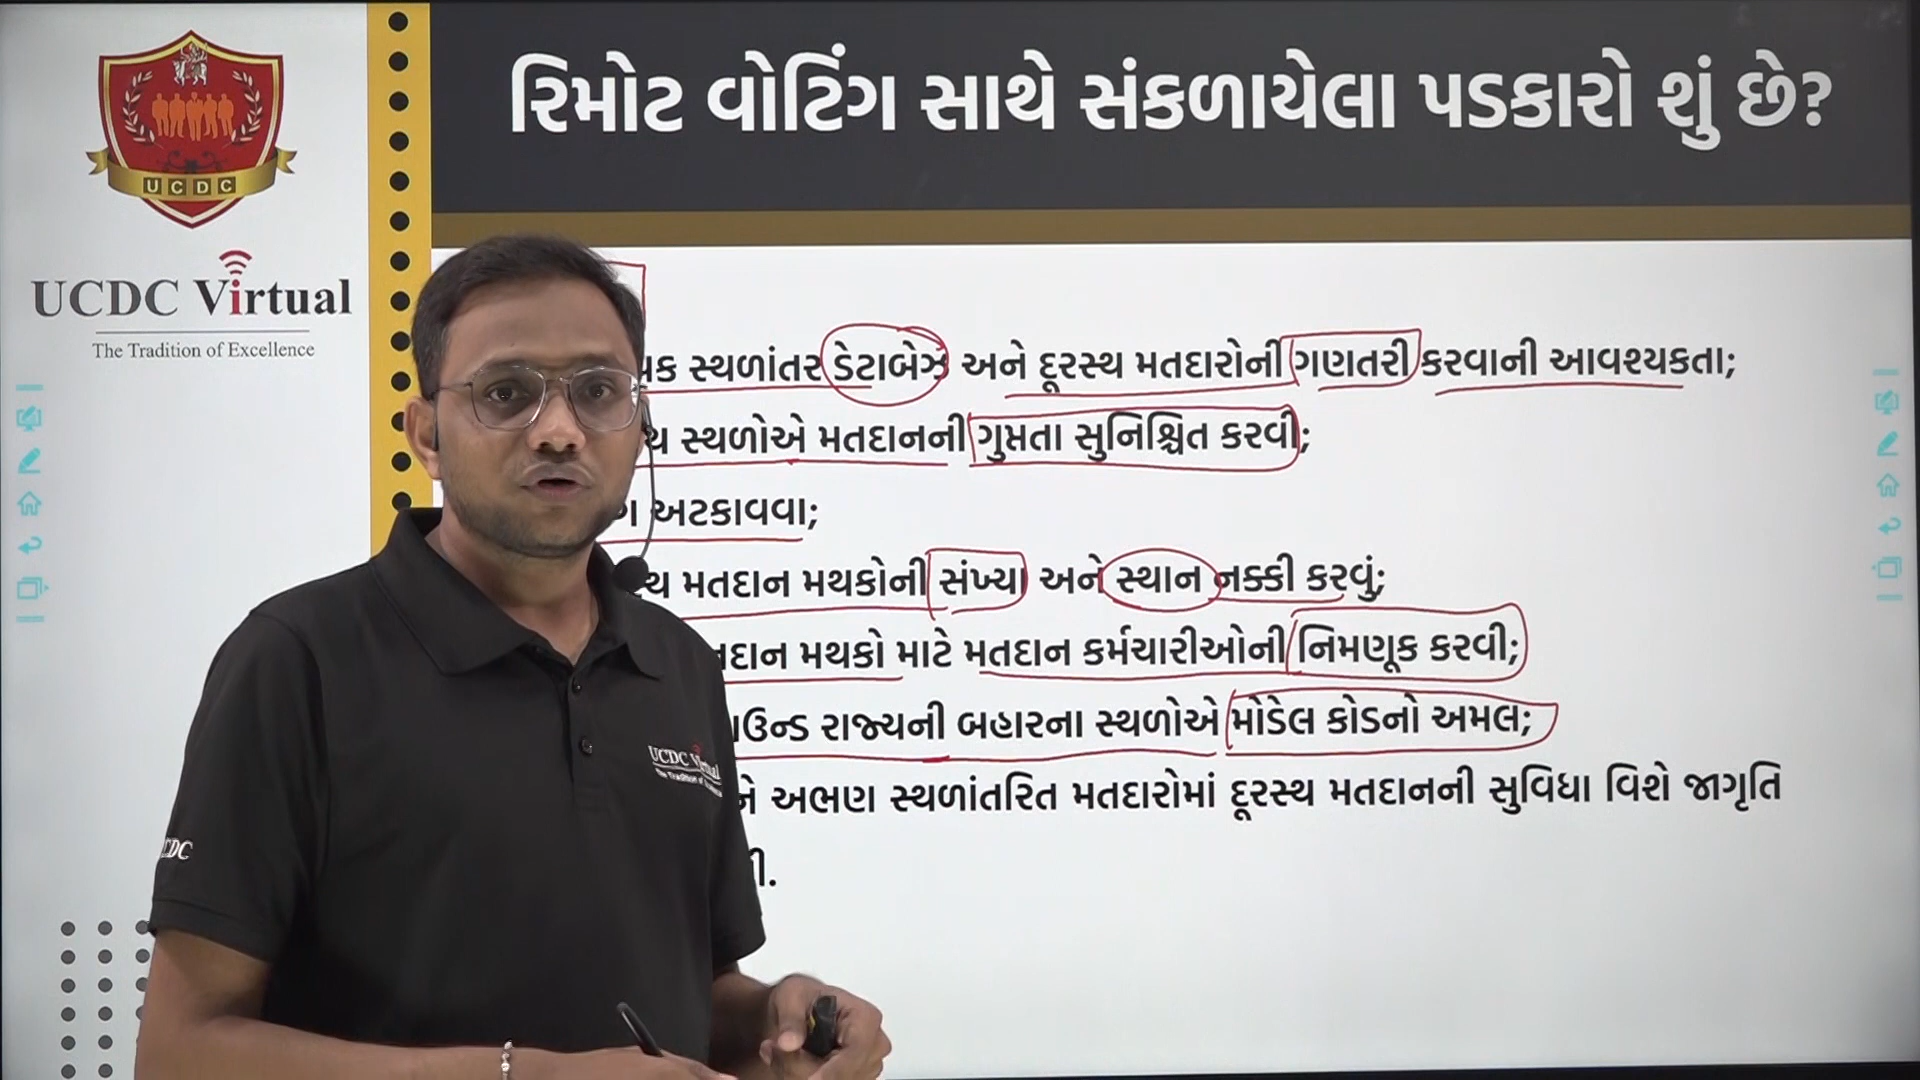 રિમોટ વોટિંગ સાથે સંકળાયેલા પડકારો શું છે?
UCDC
UCDC Virtual
The Tradition of Excellence
સ્થળાંતર ડેટાબેઝ અને દૂરસ્થ મતદારોની ગણતરી કરવાની આવશ્યકતા;
સ્થળોએ મતદાનની ગુપ્તતા સુનિશ્ચિત કરવી;
અટકાવવા;
મતદાન મથકોની સંખ્યા અને સ્થાન નક્કી કરવું;
મથકો માટે મતદાન કર્મચારીઓની નિમણૂક કરવી;
રાજ્યની બહારના સ્થળોએ મોડેલ કોડનો અમલ;
અભણ સ્થળાંતરિત મતદારોમાં દૂરસ્થ મતદાનની સુવિધા વિશે જાગૃતિ
UCDC Virtual